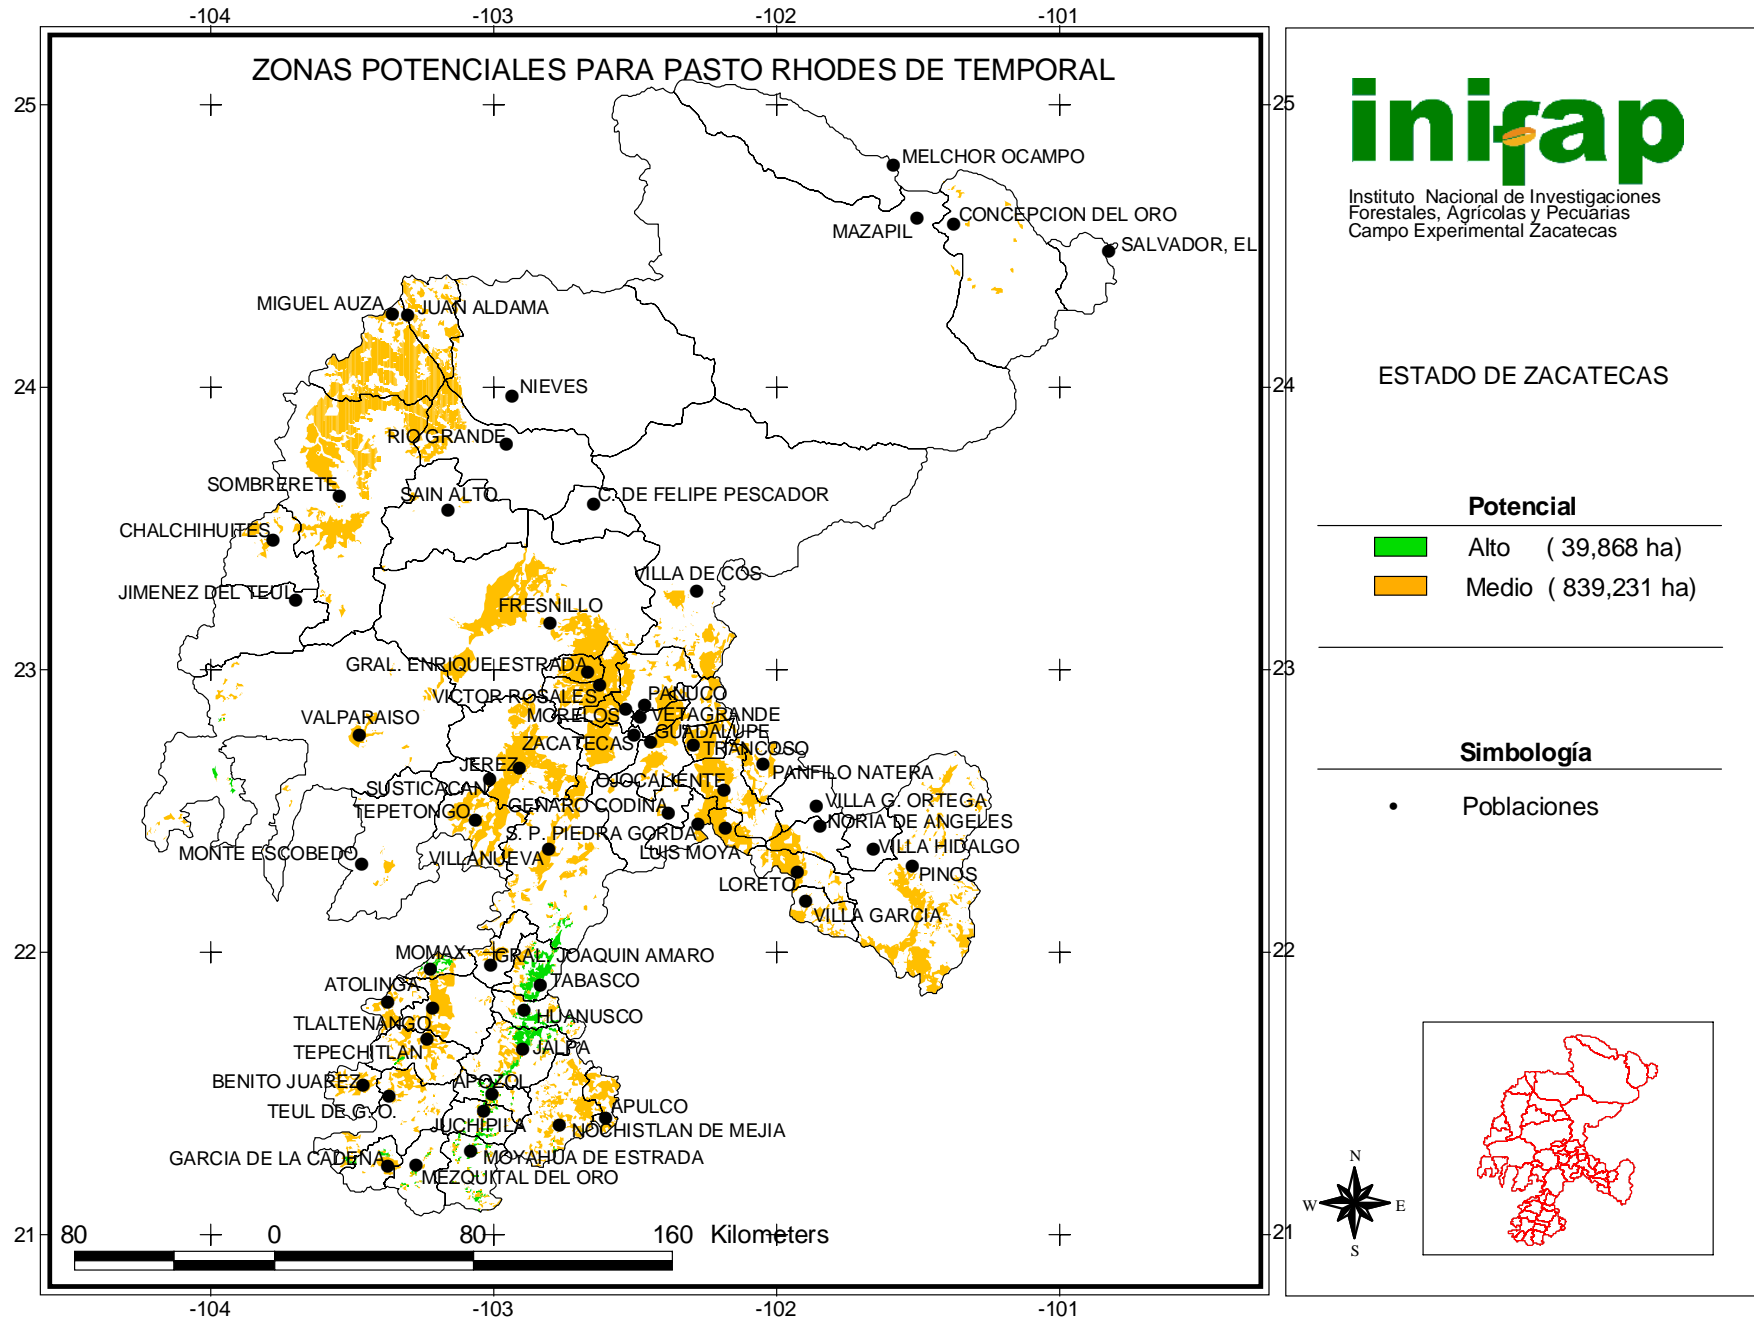 -104 -103 -102 -101
ZONAS POTENCIALES PARA PASTO RHODES DE TEMPORAL
25 25
MELCHOR OCAMPO
CONCEPCION DEL ORO
MAZAPIL
SALVADOR, EL
MIGUEL AUZA
JUAN ALDAMA
24 24
NIEVES
RIO GRANDE
SOMBRERETE
SAIN ALTO
C. DE FELIPE PESCADOR
CHALCHIHUITES
VILLA DE COS
JIMENEZ DEL TEUL
FRESNILLO
23 23
GRAL. ENRIQUE ESTRADA
VICTOR ROSALES
PANUCO
VALPARAISO
MORELOS
VETAGRANDE
GUADALUPE
ZACATECAS
TRANCOSO
JEREZ
PANFILO NATERA
OJOCALIENTE
SUSTICACAN
TEPETONGO
GENARO CODINA
VILLA G. ORTEGA
NORIA DE ANGELES
S. P. PIEDRA GORDA
VILLA HIDALGO
MONTE ESCOBEDO
VILLANUEVA
LUIS MOYA
PINOS
LORETO
VILLA GARCIA
22 22
MOMAX
GRAL. JOAQUIN AMARO
ATOLINGA
TABASCO
TLALTENANGO
HUANUSCO
TEPECHITLAN
JALPA
BENITO JUAREZ
APOZOL
TEUL DE G. O.
APULCO
JUCHIPILA
NOCHISTLAN DE MEJIA
GARCIA DE LA CADENA
MOYAHUA DE ESTRADA
MEZQUITAL DEL ORO
21 21
80 0 80 160 Kilometers
-104 -103 -102 -101
inifap
Instituto Nacional de Investigaciones
Forestales, Agrícolas y Pecuarias
Campo Experimental Zacatecas
ESTADO DE ZACATECAS
Potencial
Alto ( 39,868 ha)
Medio ( 839,231 ha)
Simbología
Poblaciones
N
W E
S